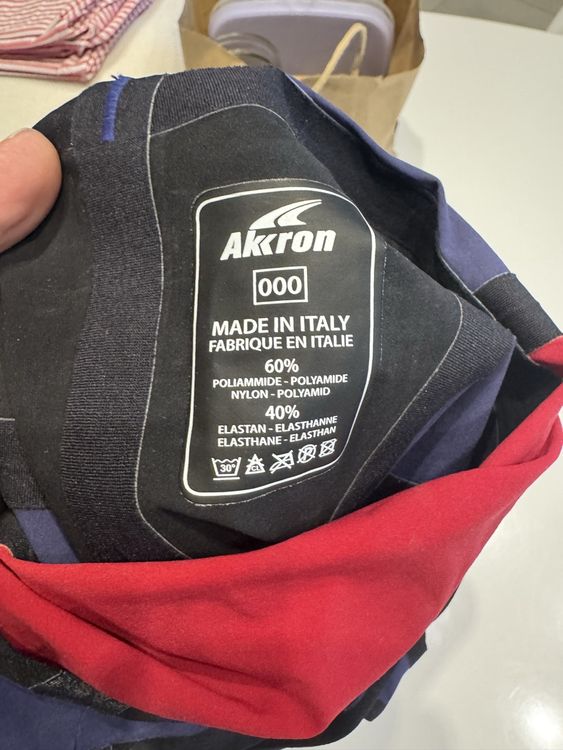 AKRON
000
MADE IN ITALY
FABRIQUE EN ITALIE
60%
POLIAMMIDE - POLYAMIDE
NYLON - POLYAMID
40%
ELASTAN - ELASTHANNE
ELASTHANE - ELASTHAN
30° CL